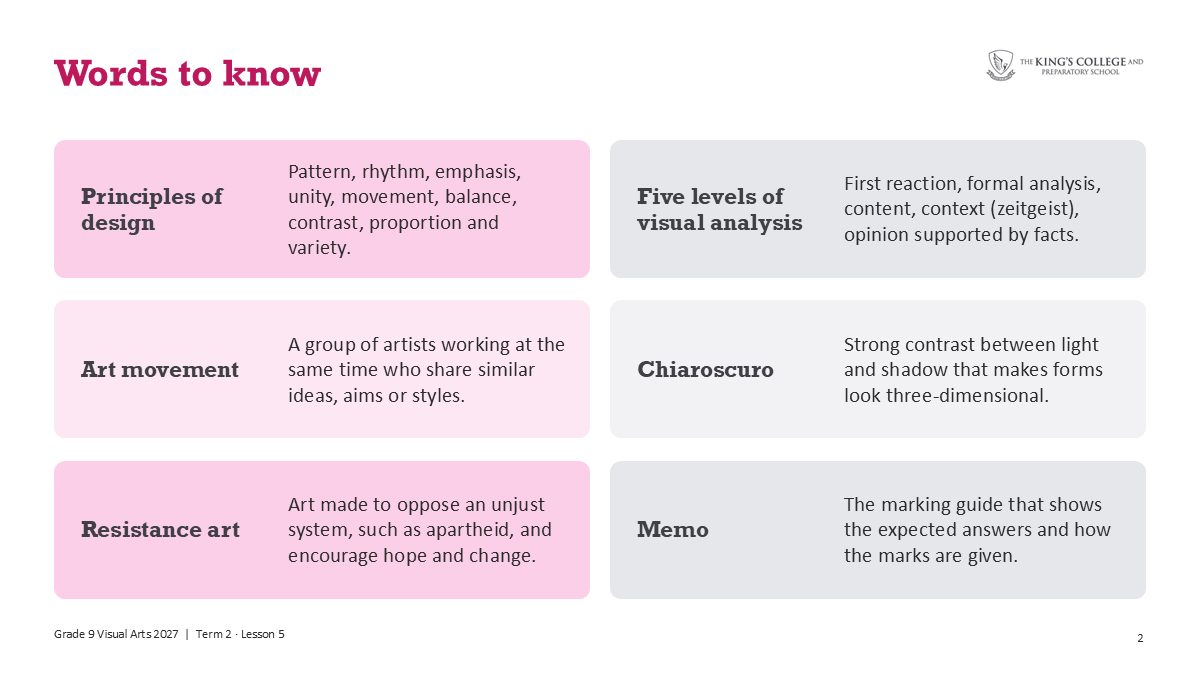 Words to know
THE KING'S COLLEGE AND
PREPARATORY SCHOOL
Principles of
design
Pattern, rhythm, emphasis,
unity, movement, balance,
contrast, proportion and
variety.
Five levels of
visual analysis
First reaction, formal analysis,
content, context (zeitgeist),
opinion supported by facts.
Art movement
A group of artists working at the
same time who share similar
ideas, aims or styles.
Chiaroscuro
Strong contrast between light
and shadow that makes forms
look three-dimensional.
Resistance art
Art made to oppose an unjust
system, such as apartheid, and
encourage hope and change.
Memo
The marking guide that shows
the expected answers and how
the marks are given.
Grade 9 Visual Arts 2027 | Term 2 · Lesson 5
2